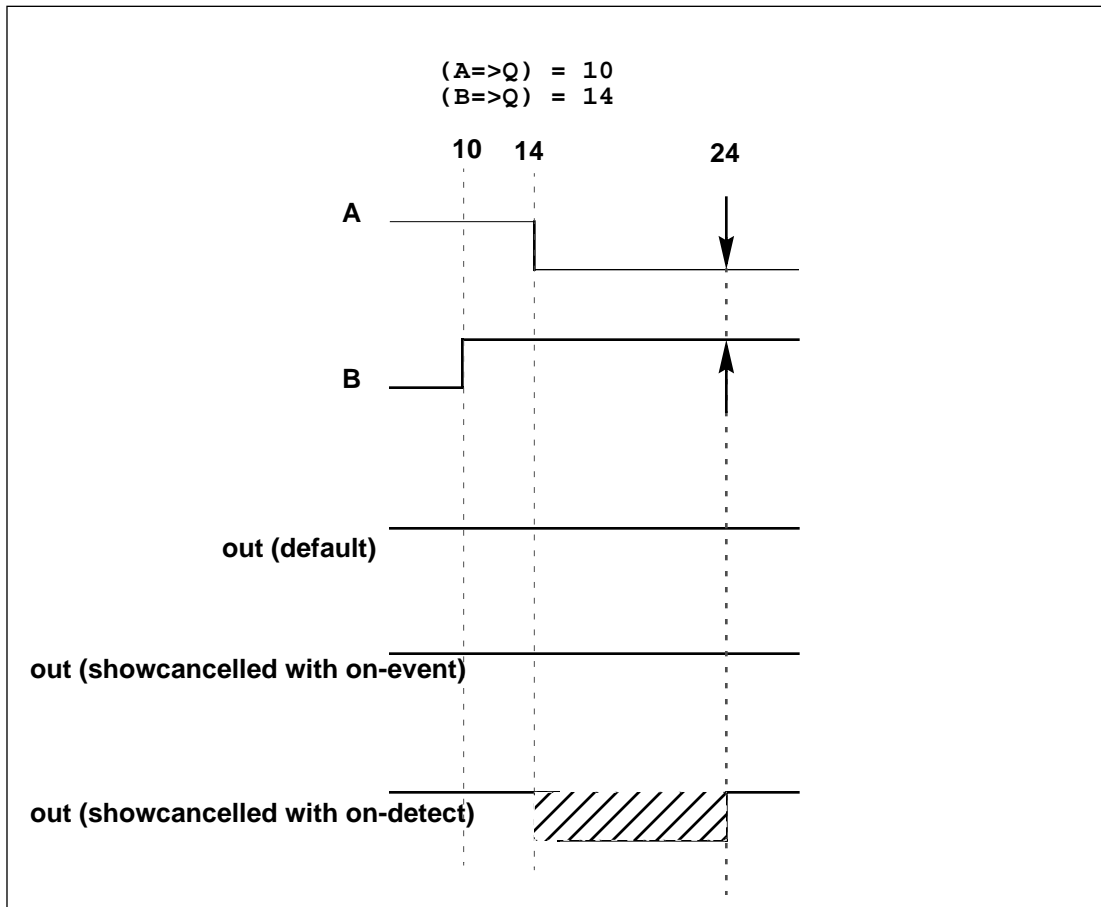 (A=>Q) = 10
(B=>Q) = 14
10 14 24
A
B
out (default)
out (showcancelled with on-event)
out (showcancelled with on-detect)